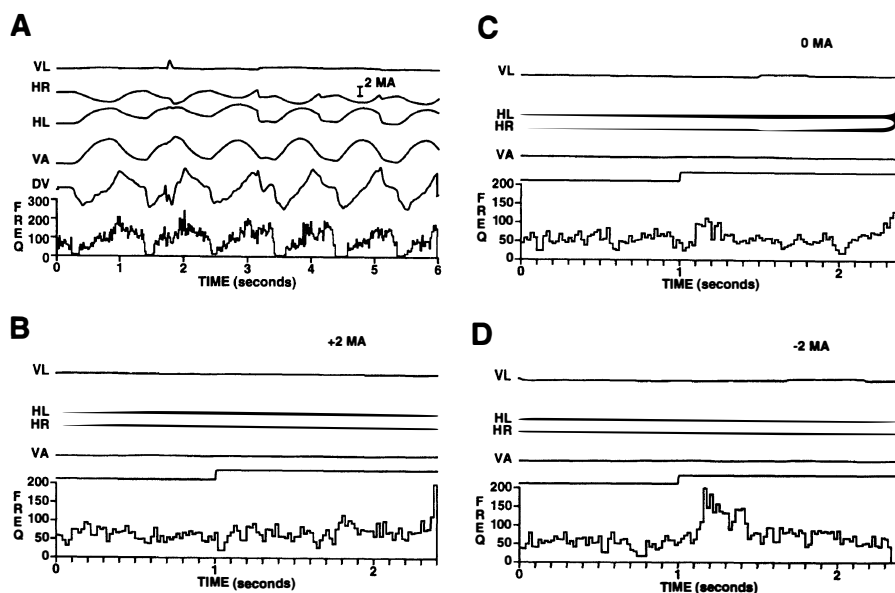 A
VL
HR
2 MA
HL
VA
DV
FREQ
300
200
100
0
0 1 2 3 4 5 6
TIME (seconds)
B
+2 MA
VL
HL
HR
VA
FREQ
200
150
100
50
0
0 1 2
TIME (seconds)
C
0 MA
VL
HL
HR
VA
FREQ
200
150
100
50
0
0 1 2
TIME (seconds)
D
-2 MA
VL
HL
HR
VA
FREQ
200
150
100
50
0
0 1 2
TIME (seconds)